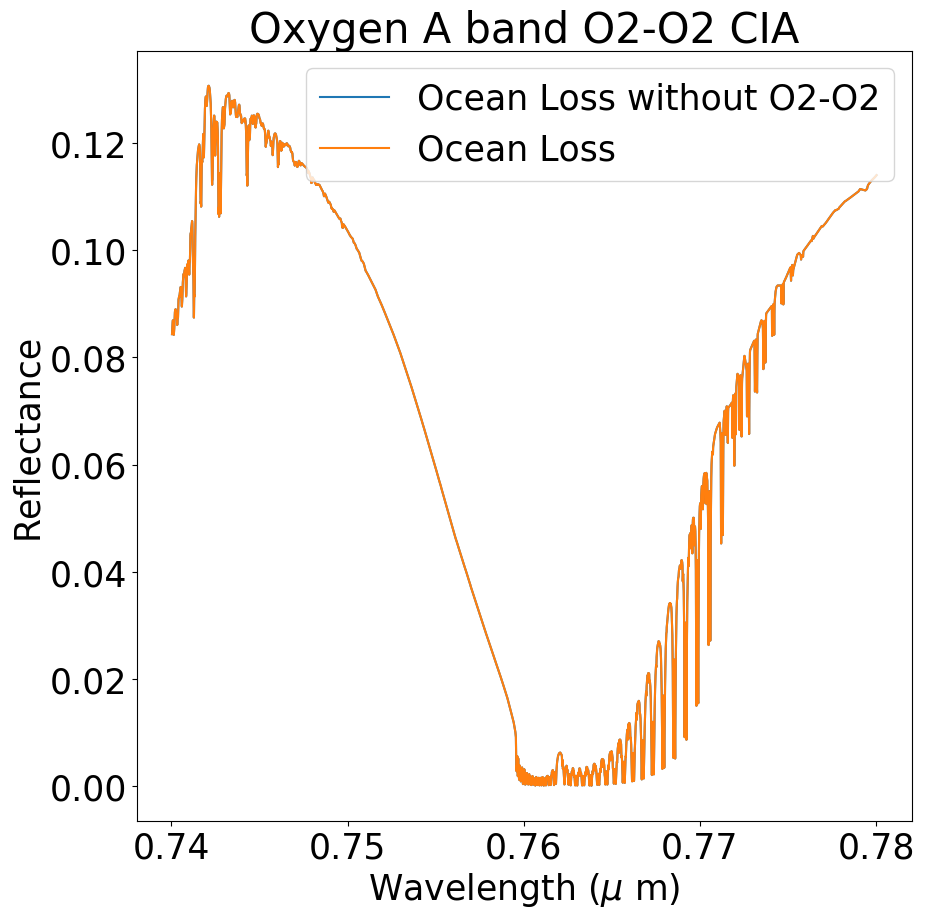 Oxygen A band O2-O2 CIA
Ocean Loss without O2-O2
Ocean Loss
Reflectance
0.12
0.10
0.08
0.06
0.04
0.02
0.00
0.74 0.75 0.76 0.77 0.78
Wavelength (μ m)